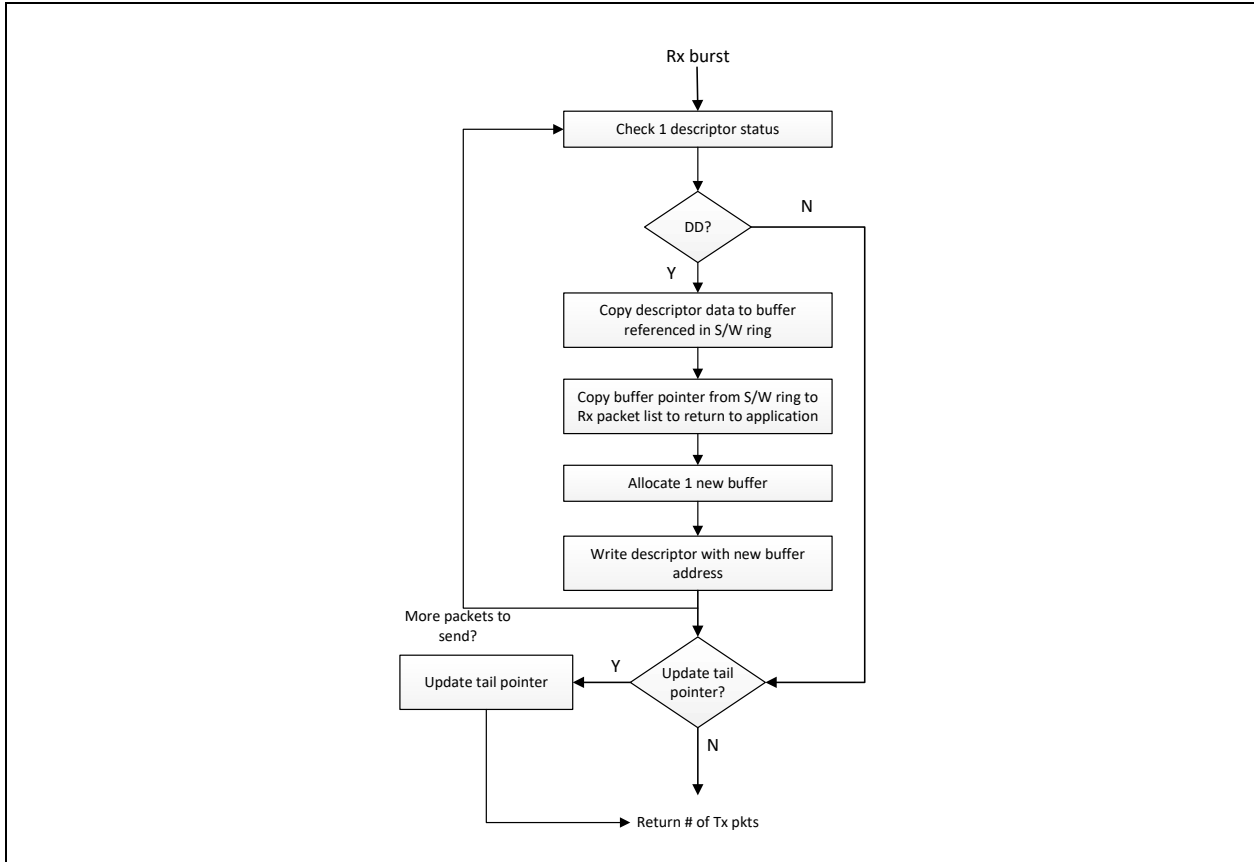 Rx burst
Check 1 descriptor status
N
DD?
Y
Copy descriptor data to buffer
referenced in S/W ring
Copy buffer pointer from S/W ring to
Rx packet list to return to application
Allocate 1 new buffer
Write descriptor with new buffer
address
More packets to
send?
Y
Update tail pointer
Update tail
pointer?
N
Return # of Tx pkts